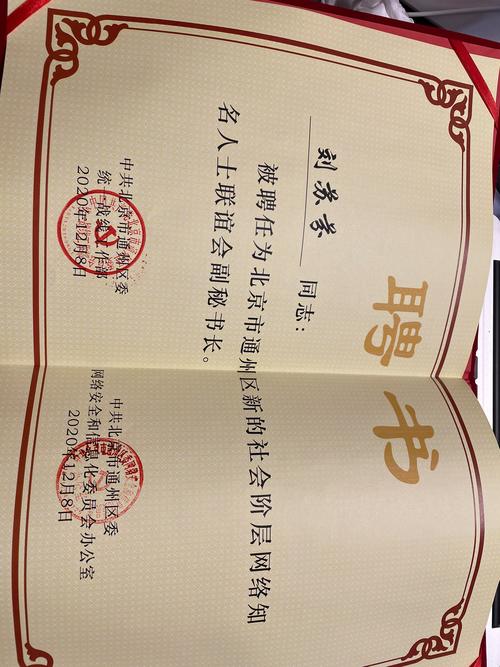 聘书
刘苏芳 同志：
被聘任为北京市通州区新的社会阶层网络知
名人士联谊会副秘书长。
中共北京市通州区委
统一战线工作部
2020年12月8日
中共北京市通州区委
网络安全和信息化委员会办公室
2020年12月8日